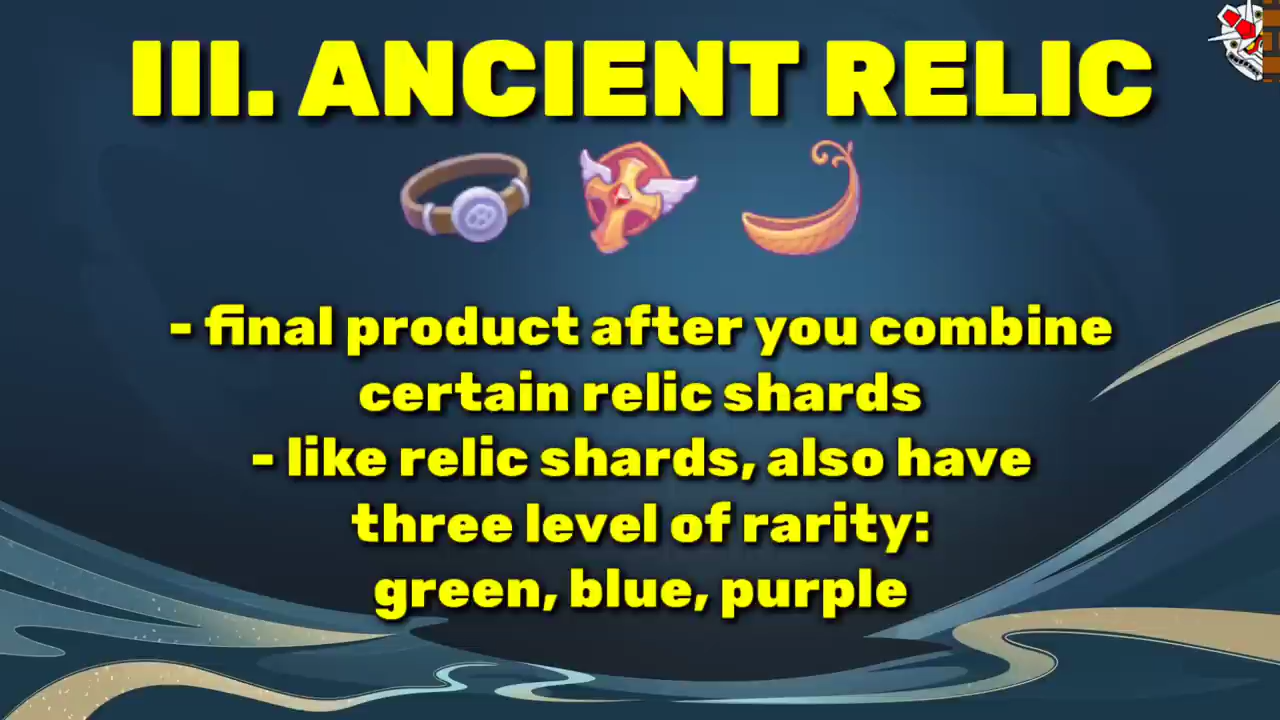 III. ANCIENT RELIC
- final product after you combine
certain relic shards
- like relic shards, also have
three level of rarity:
green, blue, purple